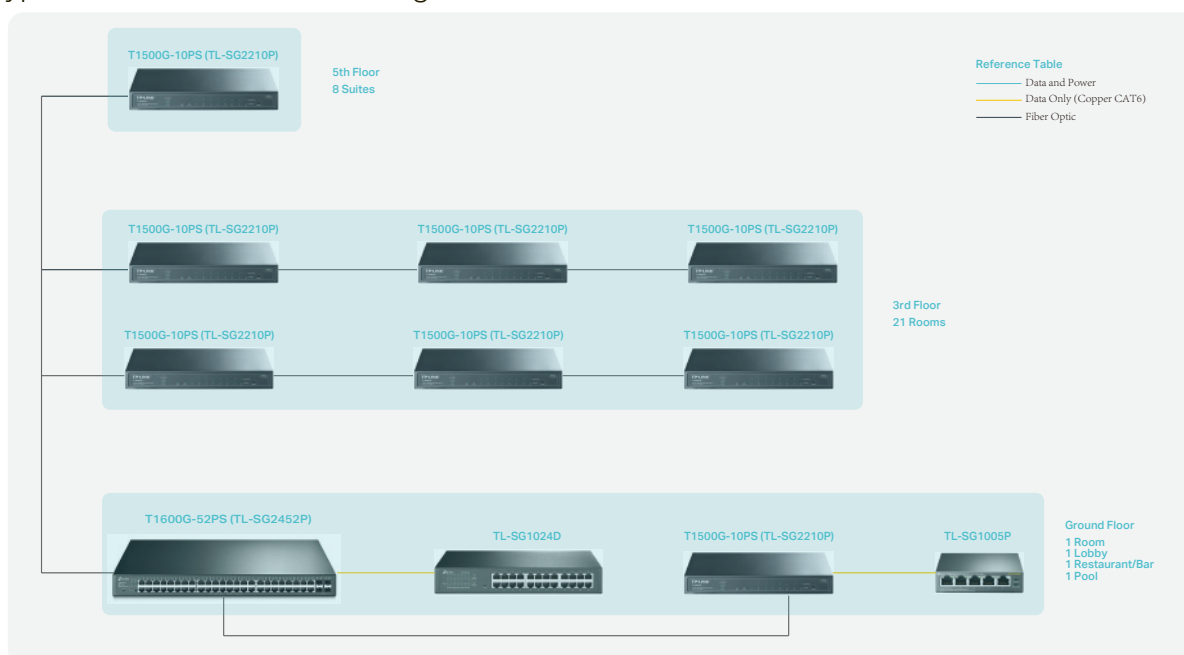 T1500G-10PS (TL-SG2210P)
5th Floor
8 Suites
Reference Table
Data and Power
Data Only (Copper CAT6)
Fiber Optic
T1500G-10PS (TL-SG2210P)
T1500G-10PS (TL-SG2210P)
T1500G-10PS (TL-SG2210P)
3rd Floor
21 Rooms
T1500G-10PS (TL-SG2210P)
T1500G-10PS (TL-SG2210P)
T1500G-10PS (TL-SG2210P)
T1600G-52PS (TL-SG2452P)
TL-SG1024D
T1500G-10PS (TL-SG2210P)
TL-SG1005P
Ground Floor
1 Room
1 Lobby
1 Restaurant/Bar
1 Pool